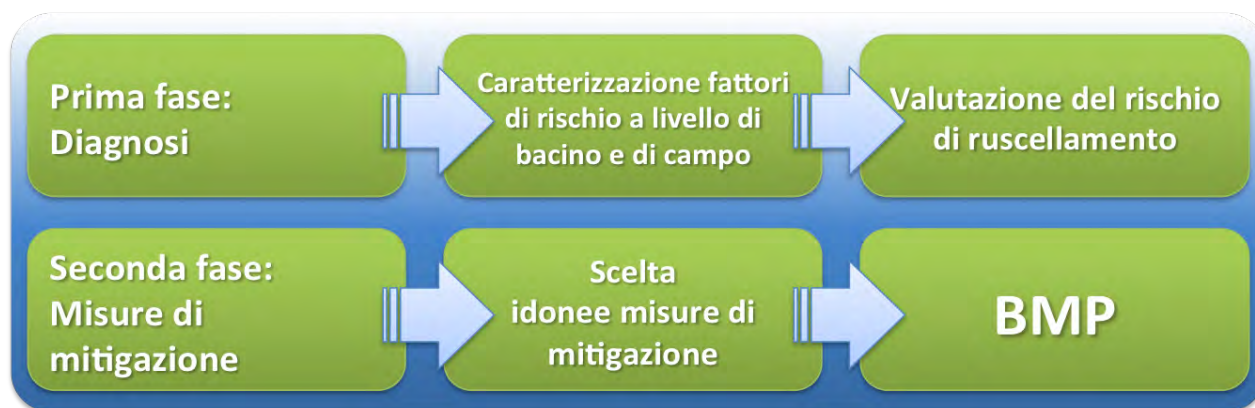 Prima fase:
Diagnosi
Caratterizzazione fattori
di rischio a livello di
bacino e di campo
Valutazione del rischio
di ruscellamento
Seconda fase:
Misure di
mitigazione
Scelta
idonee misure di
mitigazione
BMP